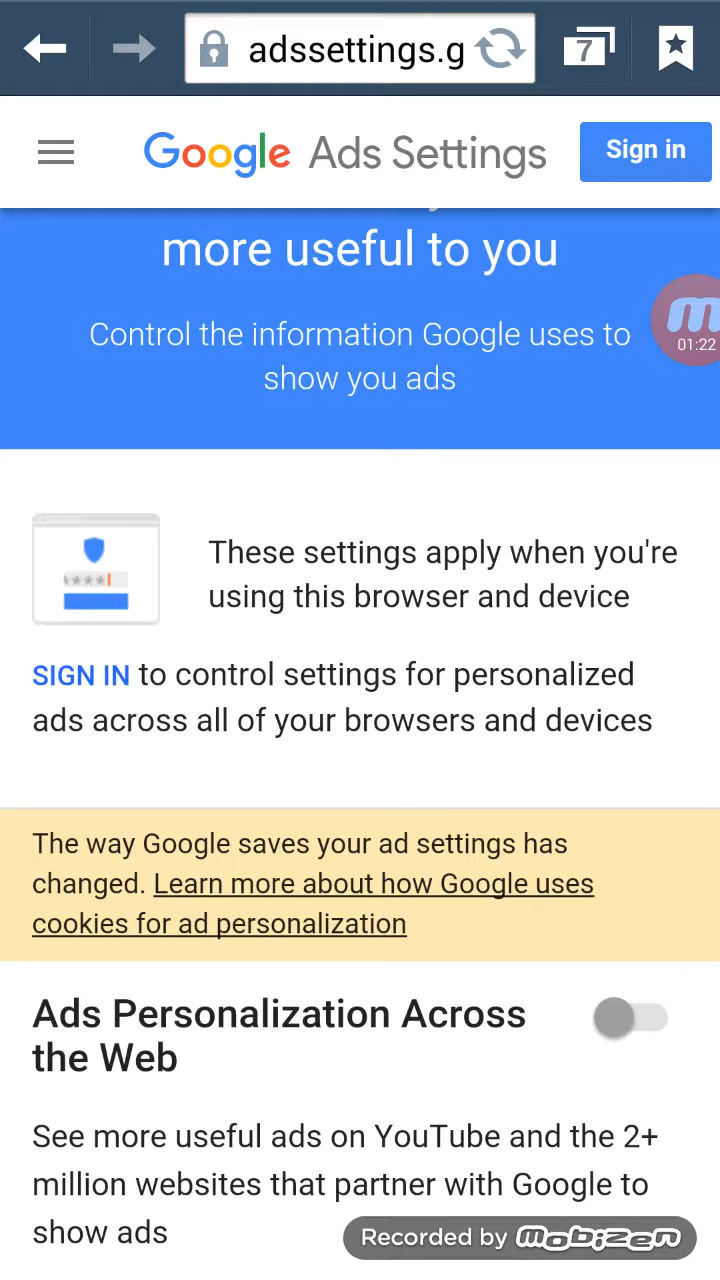 adssettings.g
7
Google Ads Settings
Sign in
more useful to you
Control the information Google uses to
show you ads
01:22
These settings apply when you're
using this browser and device
SIGN IN to control settings for personalized
ads across all of your browsers and devices
The way Google saves your ad settings has
changed. Learn more about how Google uses
cookies for ad personalization
Ads Personalization Across
the Web
See more useful ads on YouTube and the 2+
million websites that partner with Google to
show ads
Recorded by mobizen